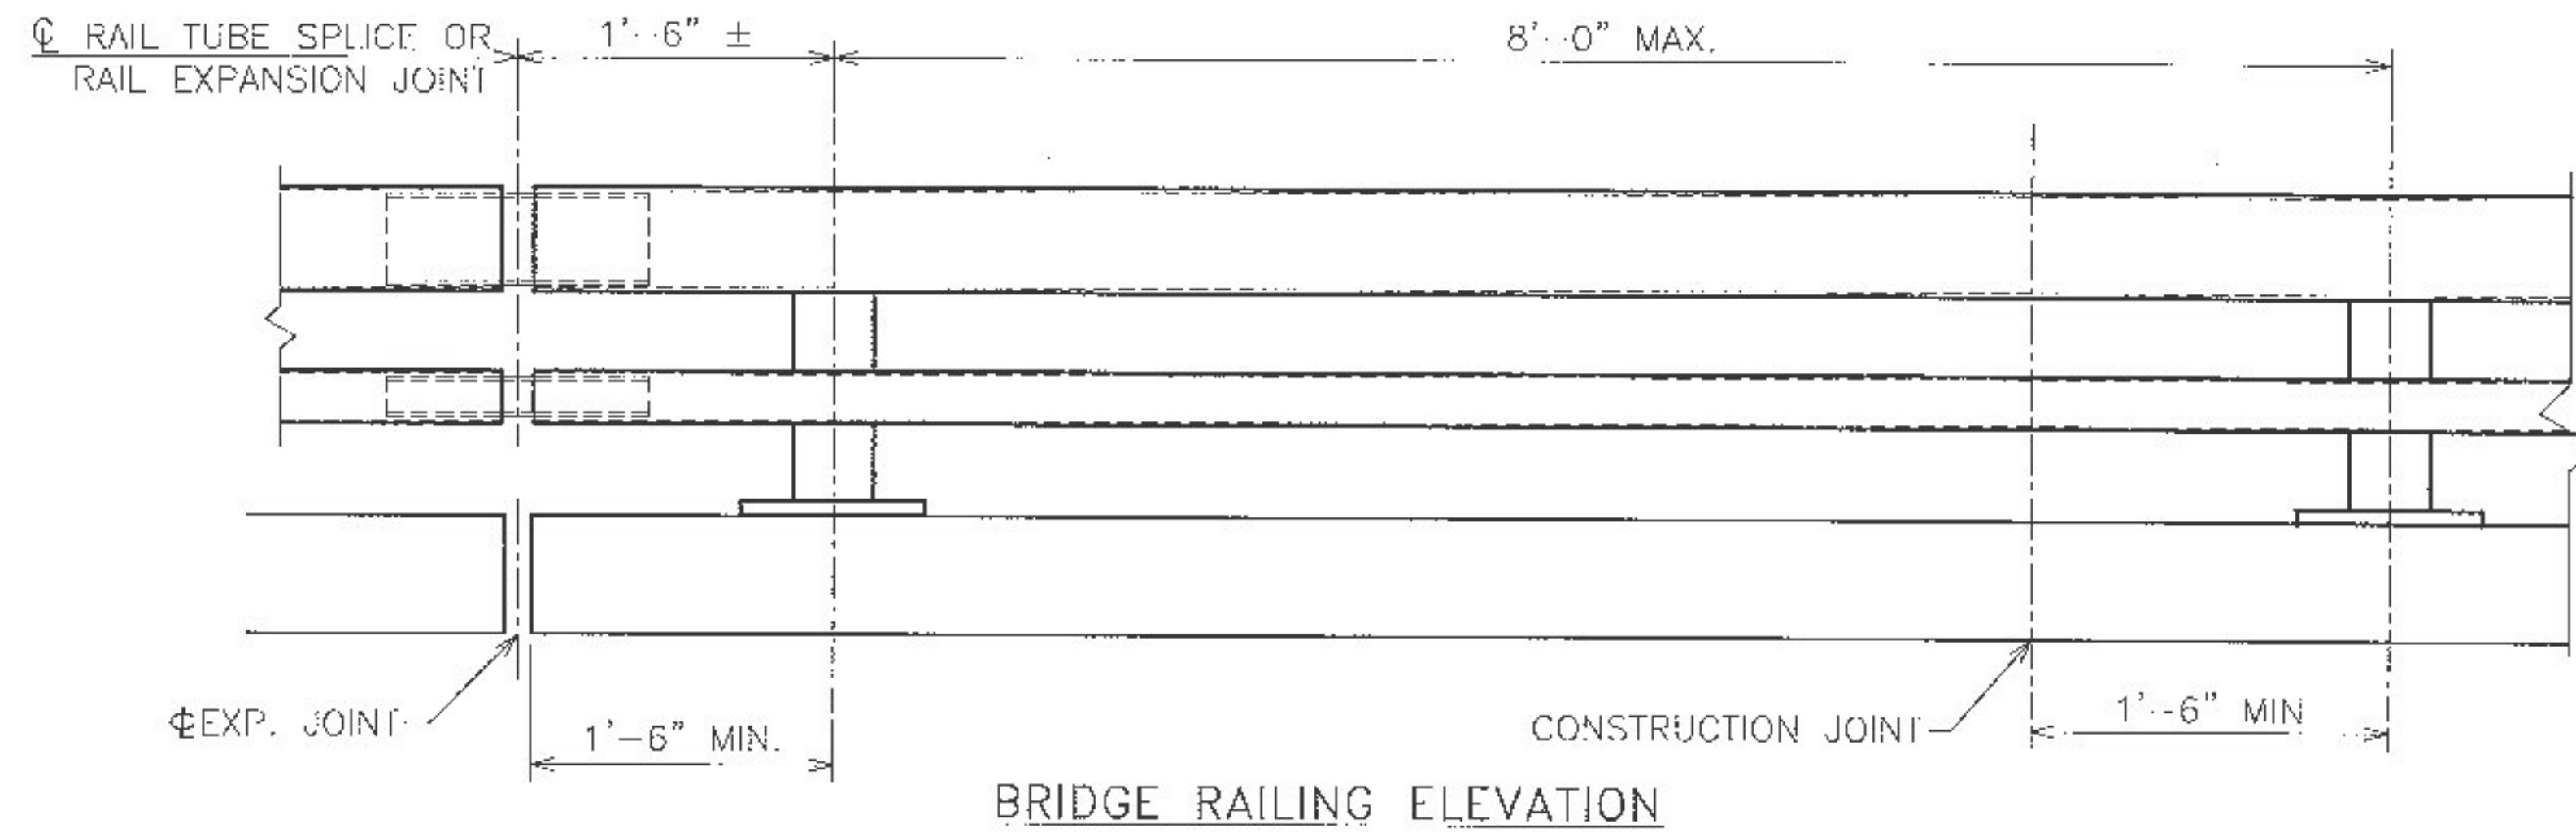 ℄ RAIL TUBE SPLICE OR
RAIL EXPANSION JOINT
1'-6" ±
8'-0" MAX.
℄ EXP. JOINT
1'-6" MIN.
CONSTRUCTION JOINT
1'-6" MIN
BRIDGE RAILING ELEVATION